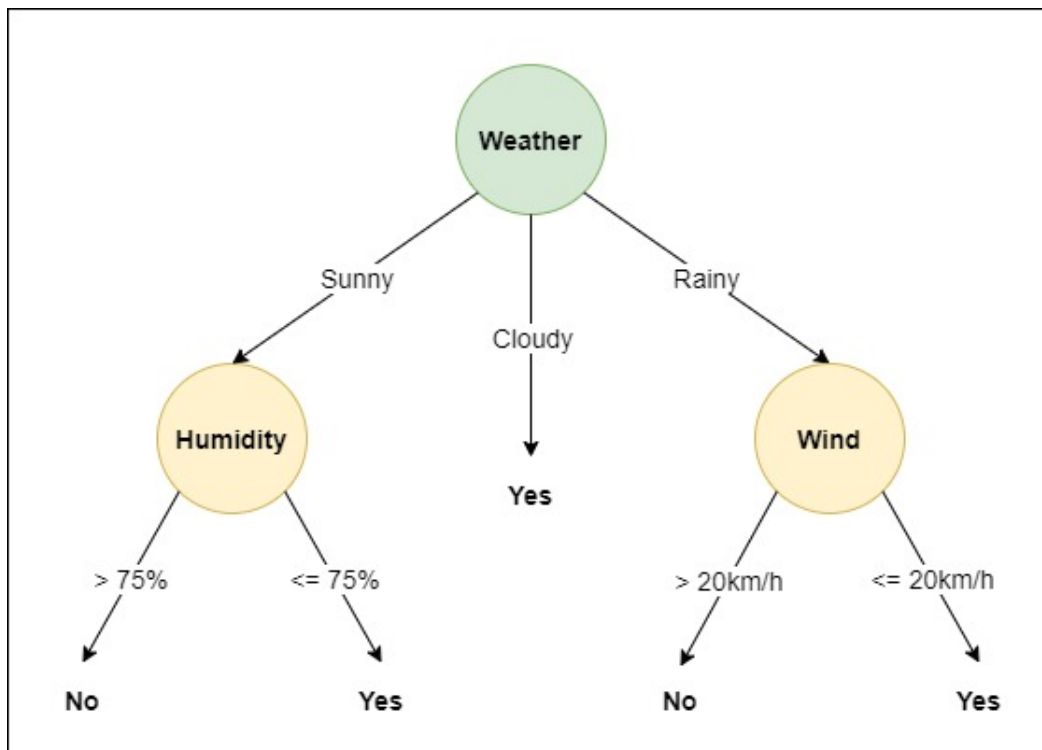 Weather
Sunny
Rainy
Cloudy
Humidity
Wind
Yes
> 75%
<= 75%
> 20km/h
<= 20km/h
No
Yes
No
Yes